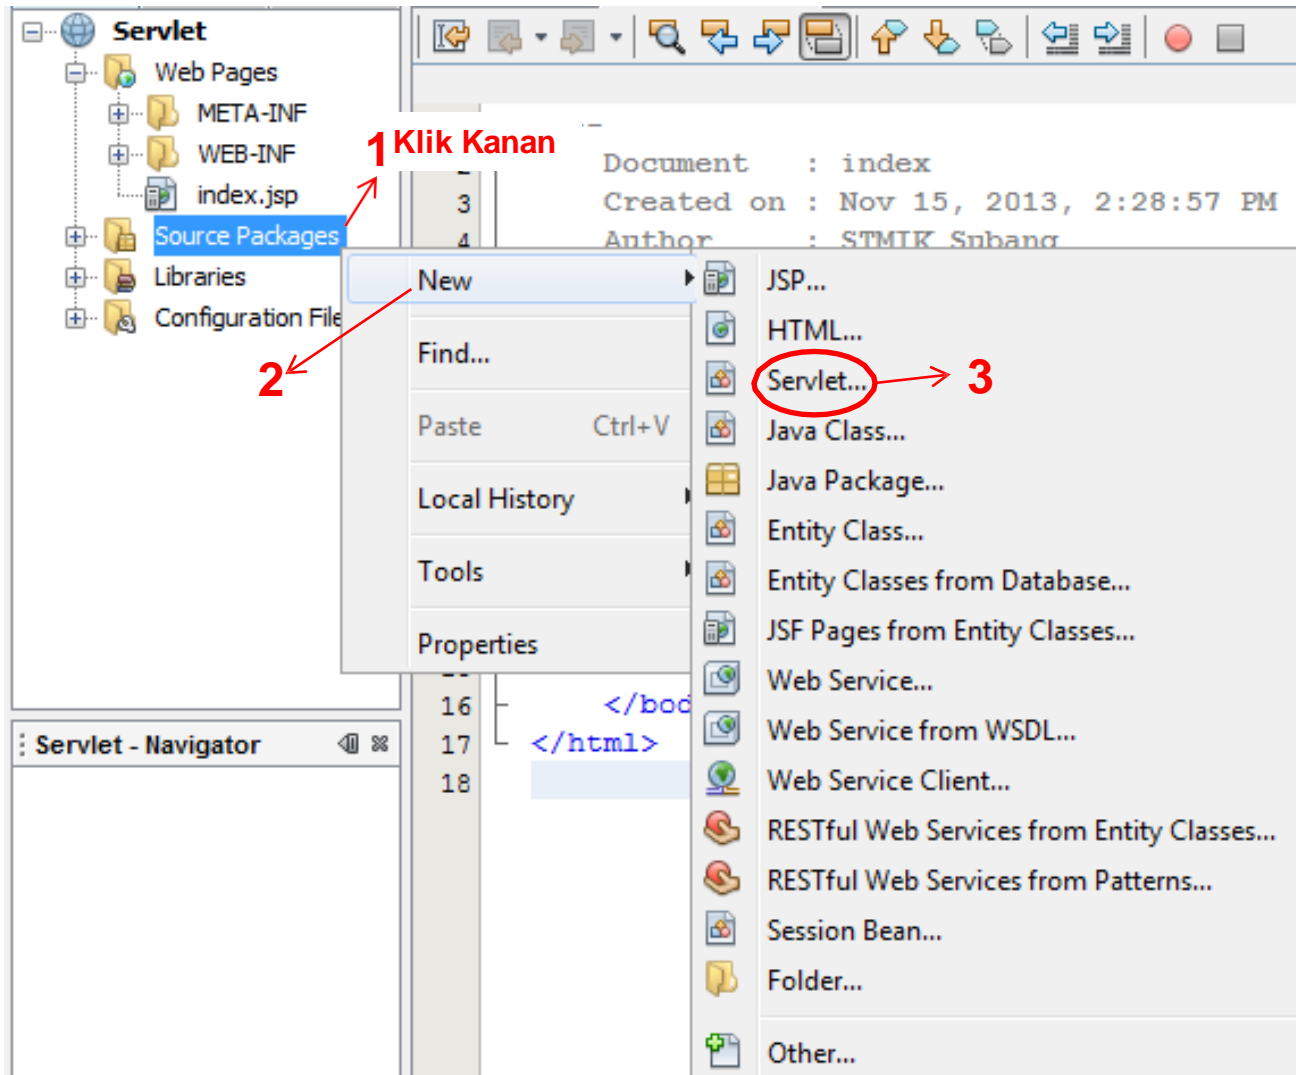 Servlet
Web Pages
META-INF
WEB-INF
index.jsp
Source Packages
Libraries
Configuration File
1 Klik Kanan
2
3
Document : index
3 Created on : Nov 15, 2013, 2:28:57 PM
4 Author : STMIK Subang
New
Find...
Paste Ctrl+V
Local History
Tools
Properties
JSP...
HTML...
Servlet...
Java Class...
Java Package...
Entity Class...
Entity Classes from Database...
JSF Pages from Entity Classes...
Web Service...
Web Service from WSDL...
Web Service Client...
RESTful Web Services from Entity Classes...
RESTful Web Services from Patterns...
Session Bean...
Folder...
Other...
16 </bod
17 </html>
18
Servlet - Navigator